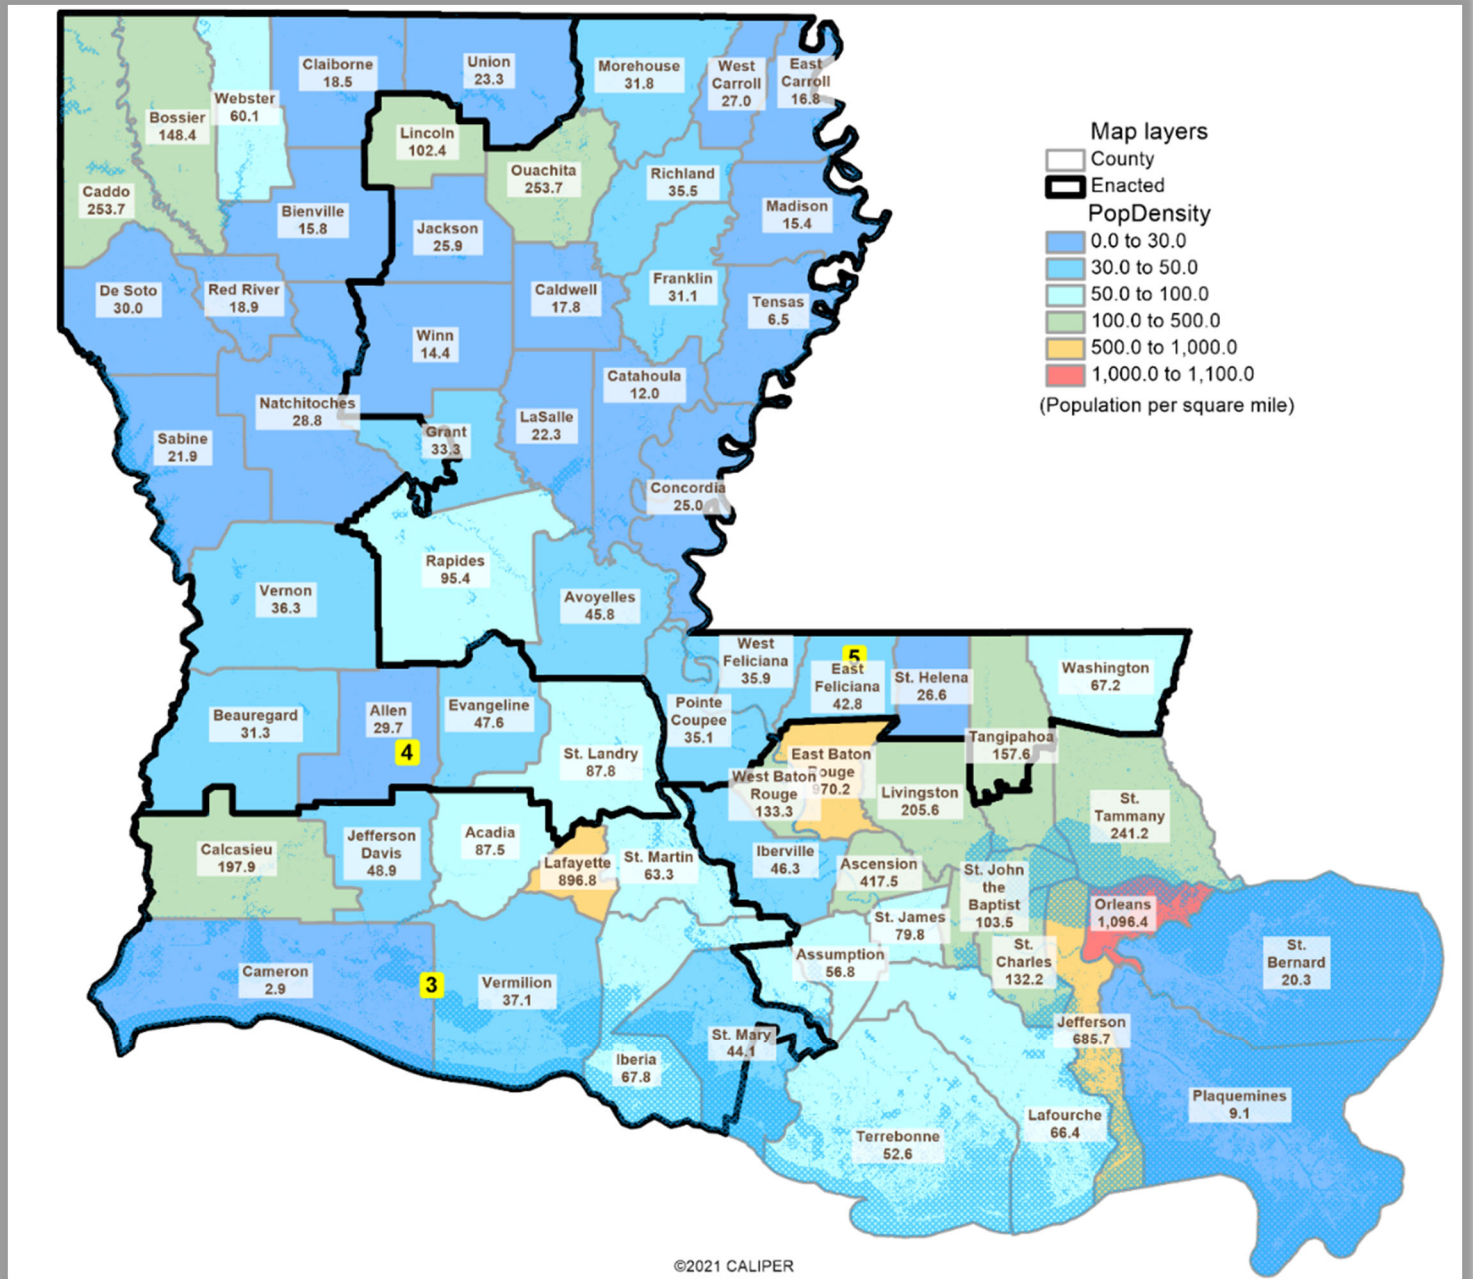 Claiborne
18.5
Union
23.3
Morehouse
31.8
West
Carroll
27.0
East
Carroll
16.8
Webster
60.1
Bossier
148.4
Lincoln
102.4
Ouachita
253.7
Richland
35.5
Caddo
253.7
Bienville
15.8
Jackson
25.9
Madison
15.4
De Soto
30.0
Red River
18.9
Caldwell
17.8
Franklin
31.1
Tensas
6.5
Winn
14.4
Catahoula
12.0
Natchitoches
28.8
Sabine
21.9
Grant
33.3
LaSalle
22.3
Concordia
25.0
Rapides
95.4
Vernon
36.3
Avoyelles
45.8
Map layers
County
Enacted
PopDensity
0.0 to 30.0
30.0 to 50.0
50.0 to 100.0
100.0 to 500.0
500.0 to 1,000.0
1,000.0 to 1,100.0
(Population per square mile)
West
Feliciana
35.9
5
East
Feliciana
42.8
St. Helena
26.6
Washington
67.2
Beauregard
31.3
Allen
29.7
4
Evangeline
47.6
Pointe
Coupee
35.1
St. Landry
87.8
Tangipahoa
157.6
East Baton
Rouge
970.2
West Baton
Rouge
133.3
Livingston
205.6
St.
Tammany
241.2
Calcasieu
197.9
Jefferson
Davis
48.9
Acadia
87.5
Lafayette
896.8
St. Martin
63.3
Iberville
46.3
Ascension
417.5
St. John
the
Baptist
103.5
Orleans
1,096.4
St. James
79.8
Assumption
56.8
St.
Charles
132.2
St.
Bernard
20.3
Cameron
2.9
3
Vermilion
37.1
St. Mary
44.1
Iberia
67.8
Jefferson
685.7
Plaquemines
9.1
Lafourche
66.4
Terrebonne
52.6
©2021 CALIPER